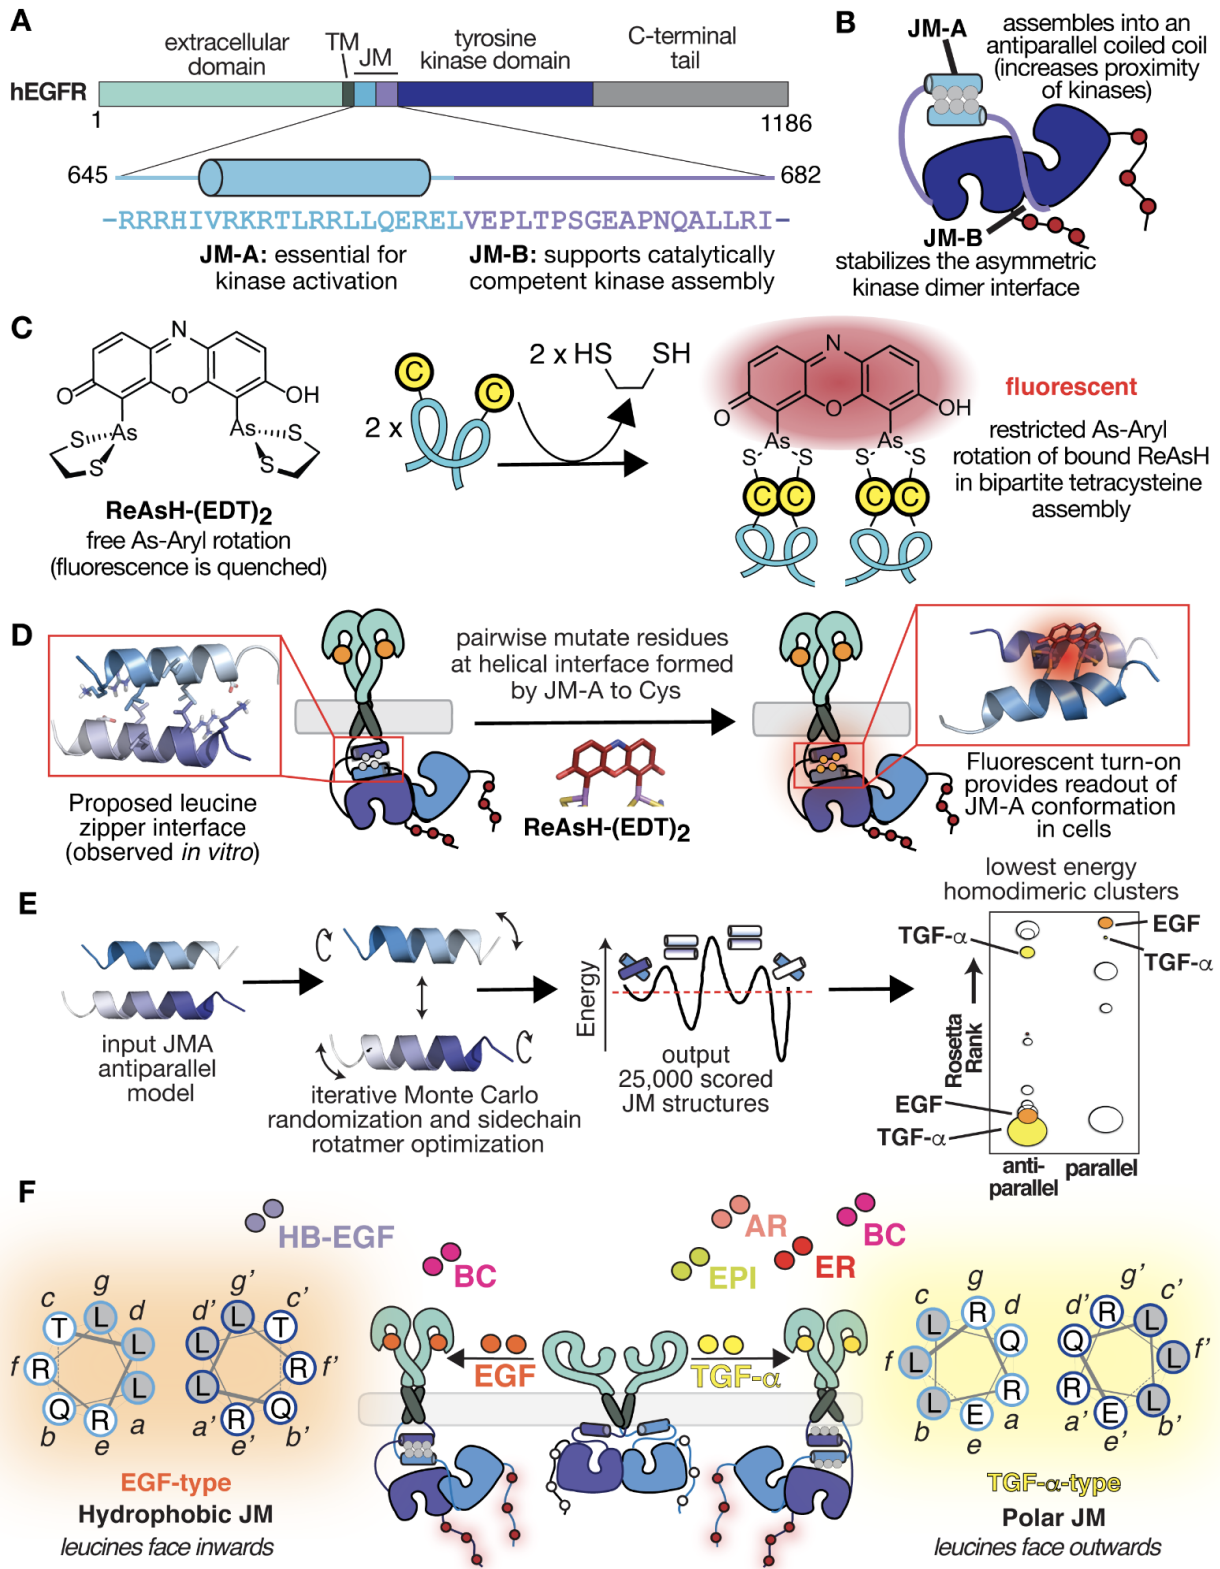 A
extracellular
domain
TM
JM
tyrosine
kinase domain
C-terminal
tail
hEGFR
1
1186
645
682
–RRRHIVRKRTLRRLLQERELVEPLTPSGEAPNQALLRI–
JM-A: essential for
kinase activation
JM-B: supports catalytically
competent kinase assembly
B
JM-A
assembles into an
antiparallel coiled coil
(increases proximity
of kinases)
JM-B
stabilizes the asymmetric
kinase dimer interface
C
N
O
O
OH
As
As
S
S
S
S
ReAsH-(EDT)2
free As-Aryl rotation
(fluorescence is quenched)
2 x
C
C
2 x HS
SH
N
O
O
OH
As
As
S
S
S
S
C
C
C
C
fluorescent
restricted As-Aryl
rotation of bound ReAsH
in bipartite tetracysteine
assembly
D
Proposed leucine
zipper interface
(observed in vitro)
pairwise mutate residues
at helical interface formed
by JM-A to Cys
ReAsH-(EDT)2
Fluorescent turn-on
provides readout of
JM-A conformation
in cells
E
input JMA
antiparallel
model
iterative Monte Carlo
randomization and sidechain
rotatmer optimization
Energy
output
25,000 scored
JM structures
lowest energy
homodimeric clusters
TGF-α
EGF
TGF-α
Rosetta
Rank
EGF
TGF-α
anti-
parallel
parallel
F
HB-EGF
BC
AR
BC
EPI
ER
g
c
d
f
a
b
e
L
T
L
R
L
Q
R
g'
d'
c'
f'
a'
b'
e'
L
L
T
R
L
Q
R
EGF-type
Hydrophobic JM
leucines face inwards
EGF
TGF-α
g
c
d
f
a
b
e
R
L
Q
L
R
L
E
g'
d'
c'
f'
a'
b'
e'
R
L
Q
L
R
L
E
TGF-α-type
Polar JM
leucines face outwards